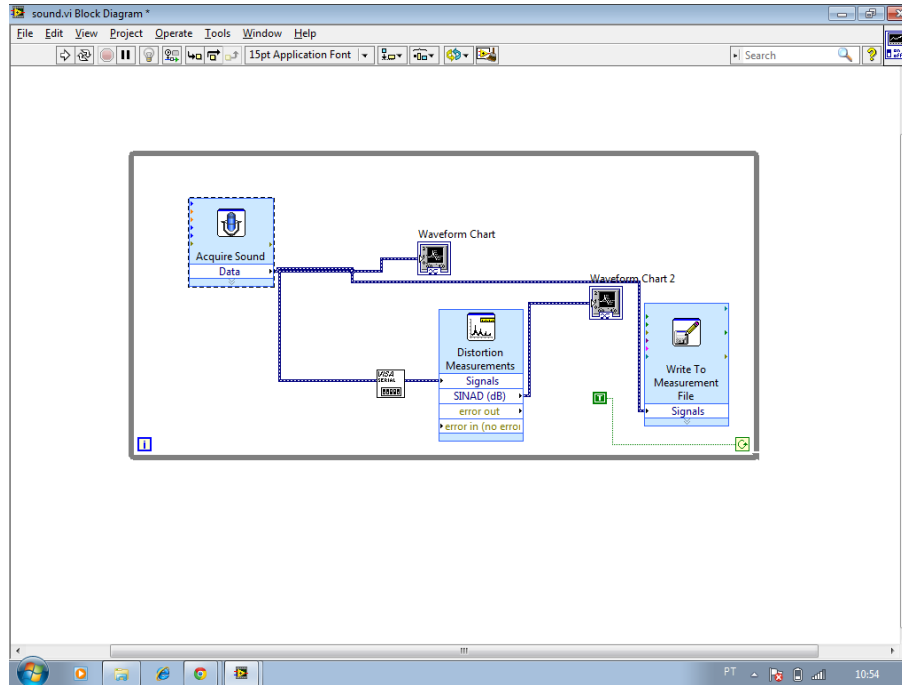 sound.vi Block Diagram *
File Edit View Project Operate Tools Window Help
15pt Application Font
Search
Acquire Sound
Data
Waveform Chart
Waveform Chart 2
Distortion
Measurements
Signals
SINAD (dB)
error out
error in (no erro
VISA
SERIAL
Write To
Measurement
File
Signals
T
i
PT
10:54